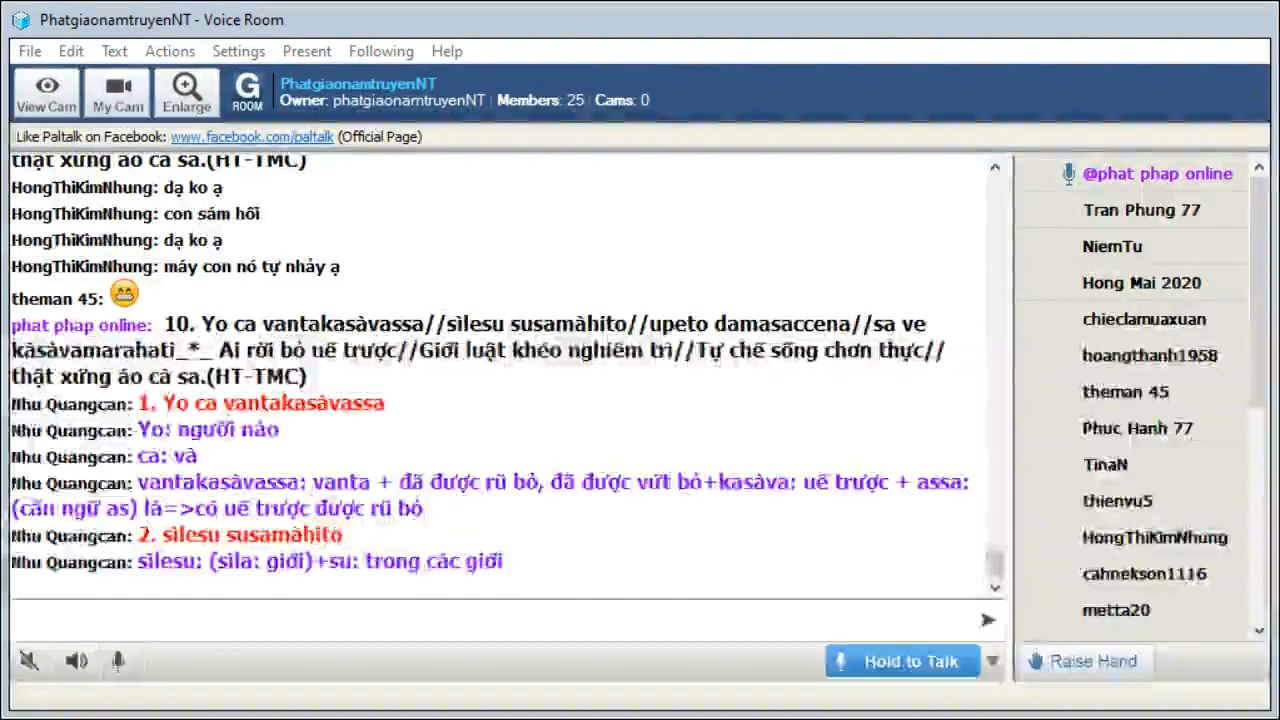 PhatgiaonamtruyenNT - Voice Room
File Edit Text Actions Settings Present Following Help
View Cam My Cam Enlarge G ROOM
PhatgiaonamtruyenNT
Owner: phatgiaonamtruyenNT Members: 25 Cams: 0
Like Paltalk on Facebook: www.facebook.com/paltalk (Official Page)
thật xứng áo cà sa.(HT-TMC)
HongThiKimNhung: dạ ko ạ
HongThiKimNhung: con sám hối
HongThiKimNhung: dạ ko ạ
HongThiKimNhung: máy con nó tự nhảy ạ
theman 45:
phat phap online: 10. Yo ca vantakasàvassa//sìlesu susamàhito//upeto damasaccena//sa ve
kàsàvamarahati_*_ Ai rời bỏ uế trược//Giới luật khéo nghiêm trì//Tự chế sống chơn thực//
thật xứng áo cà sa.(HT-TMC)
Nhu Quangcan: 1. Yo ca vantakasàvassa
Nhu Quangcan: Yo: người nào
Nhu Quangcan: ca: và
Nhu Quangcan: vantakasàvassa: vanta + đã được rũ bỏ, đã được vứt bỏ+kasàva: uế trược + assa:
(căn ngữ as) là=>có uế trược được rũ bỏ
Nhu Quangcan: 2. sìlesu susamàhito
Nhu Quangcan: sìlesu: (sìla: giới)+su: trong các giới
Hold to Talk
@phat phap online
Tran Phung 77
NiemTu
Hong Mai 2020
chieclamuaxuan
hoangthanh1958
theman 45
Phuc Hanh 77
TinaN
thienvu5
HongThiKimNhung
cahnekson1116
metta20
Raise Hand